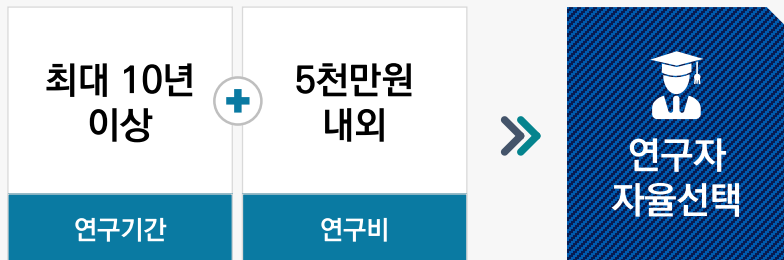 최대 10년
이상
연구기간
5천만원
내외
연구비
연구자
자율선택